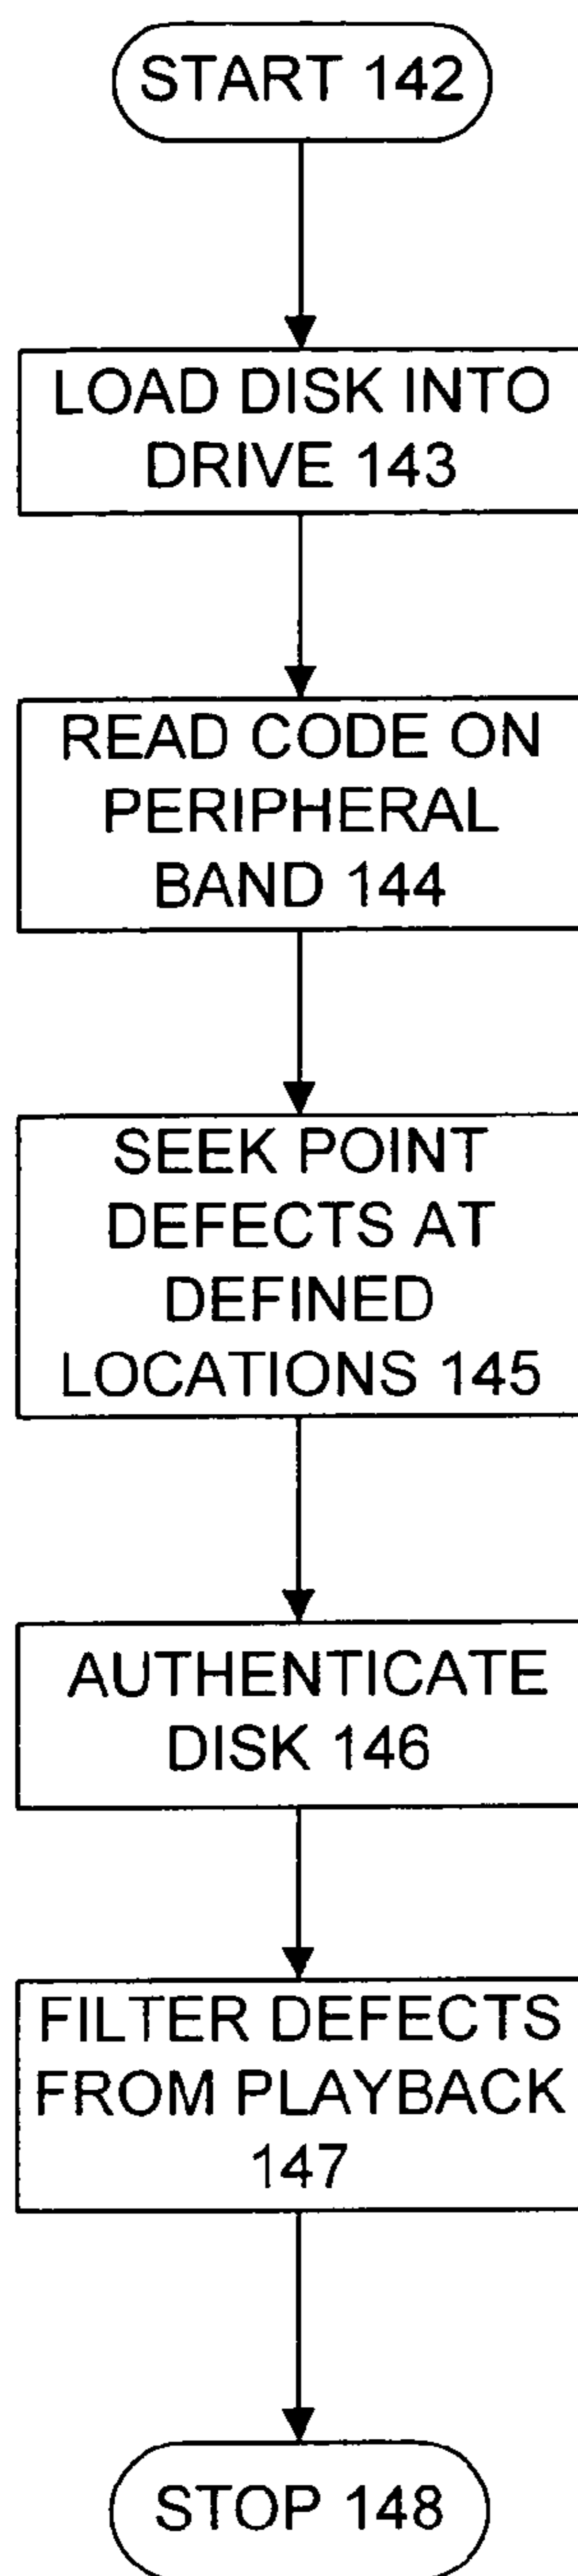 START 142
LOAD DISK INTO
DRIVE 143
READ CODE ON
PERIPHERAL
BAND 144
SEEK POINT
DEFECTS AT
DEFINED
LOCATIONS 145
AUTHENTICATE
DISK 146
FILTER DEFECTS
FROM PLAYBACK
147
STOP 148